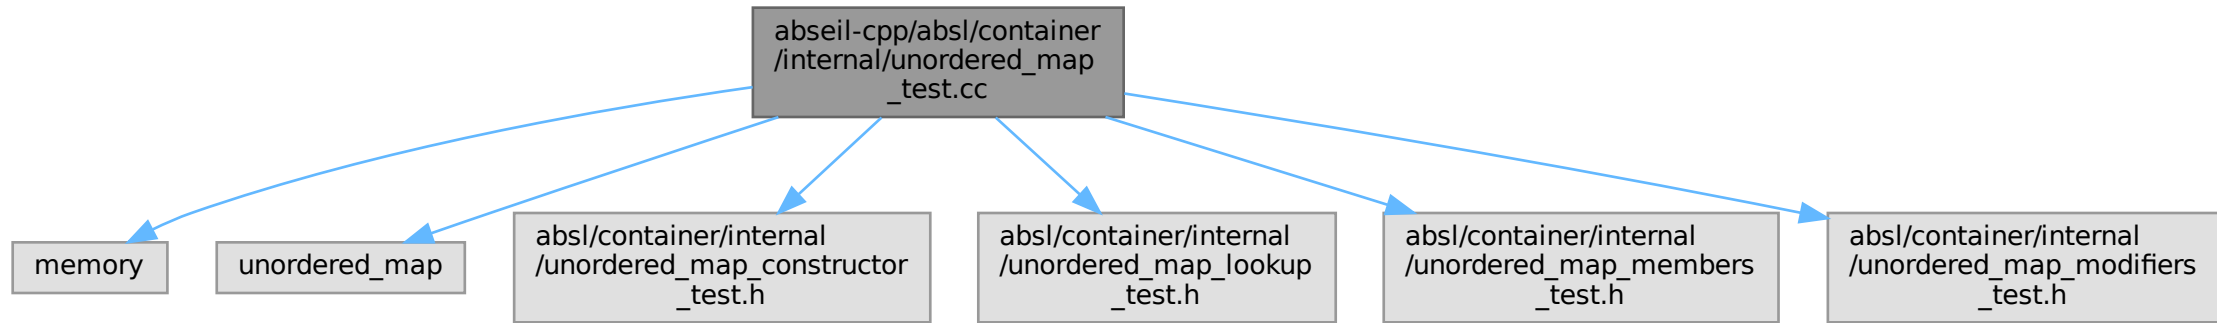 abseil-cpp/absl/container
/internal/unordered_map
_test.cc
memory
unordered_map
absl/container/internal
/unordered_map_constructor
_test.h
absl/container/internal
/unordered_map_lookup
_test.h
absl/container/internal
/unordered_map_members
_test.h
absl/container/internal
/unordered_map_modifiers
_test.h